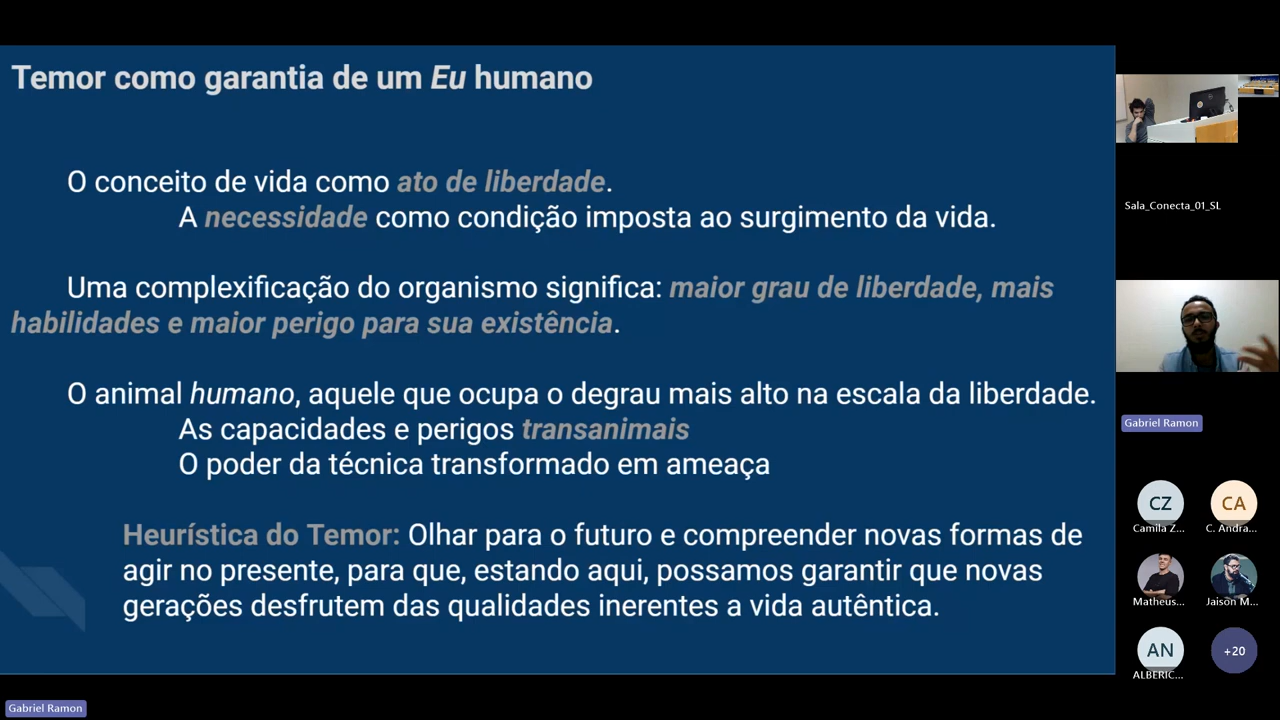 Temor como garantia de um Eu humano
O conceito de vida como ato de liberdade.
A necessidade como condição imposta ao surgimento da vida.
Uma complexificação do organismo significa: maior grau de liberdade, mais
habilidades e maior perigo para sua existência.
O animal humano, aquele que ocupa o degrau mais alto na escala da liberdade.
As capacidades e perigos transanimais
O poder da técnica transformado em ameaça
Heurística do Temor: Olhar para o futuro e compreender novas formas de
agir no presente, para que, estando aqui, possamos garantir que novas
gerações desfrutem das qualidades inerentes a vida autêntica.
Sala_Conecta_01_SL
Gabriel Ramon
CZ
CA
Camila Z...
C. Andra...
Matheus...
Jaison M...
AN
+20
ALBERIC...
Gabriel Ramon